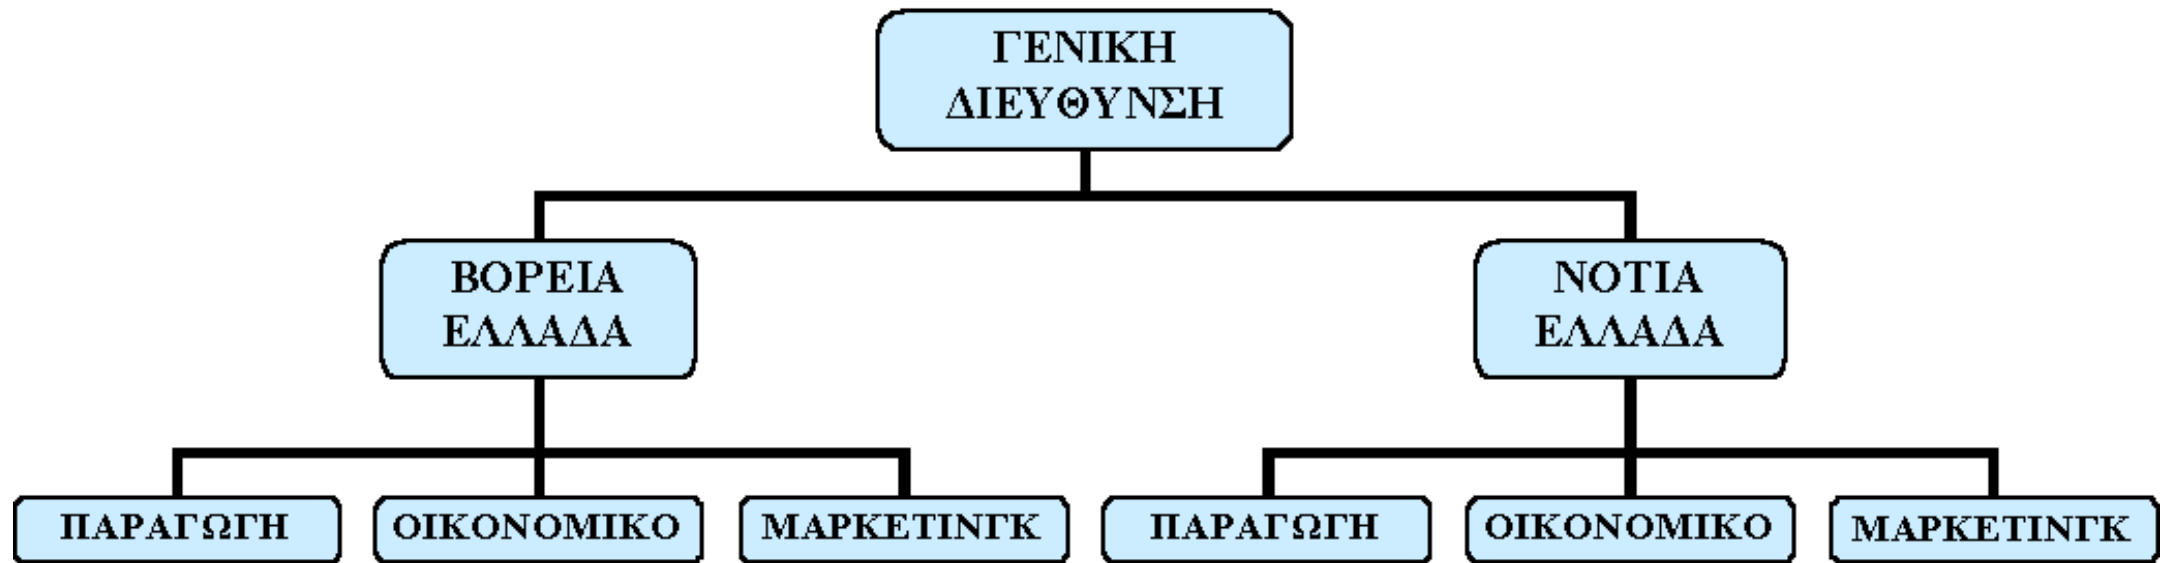 ΓΕΝΙΚΗ
ΔΙΕΥΘΥΝΣΗ
ΒΟΡΕΙΑ
ΕΛΛΑΔΑ
ΝΟΤΙΑ
ΕΛΛΑΔΑ
ΠΑΡΑΓΩΓΗ
ΟΙΚΟΝΟΜΙΚΟ
ΜΑΡΚΕΤΙΝΓΚ
ΠΑΡΑΓΩΓΗ
ΟΙΚΟΝΟΜΙΚΟ
ΜΑΡΚΕΤΙΝΓΚ